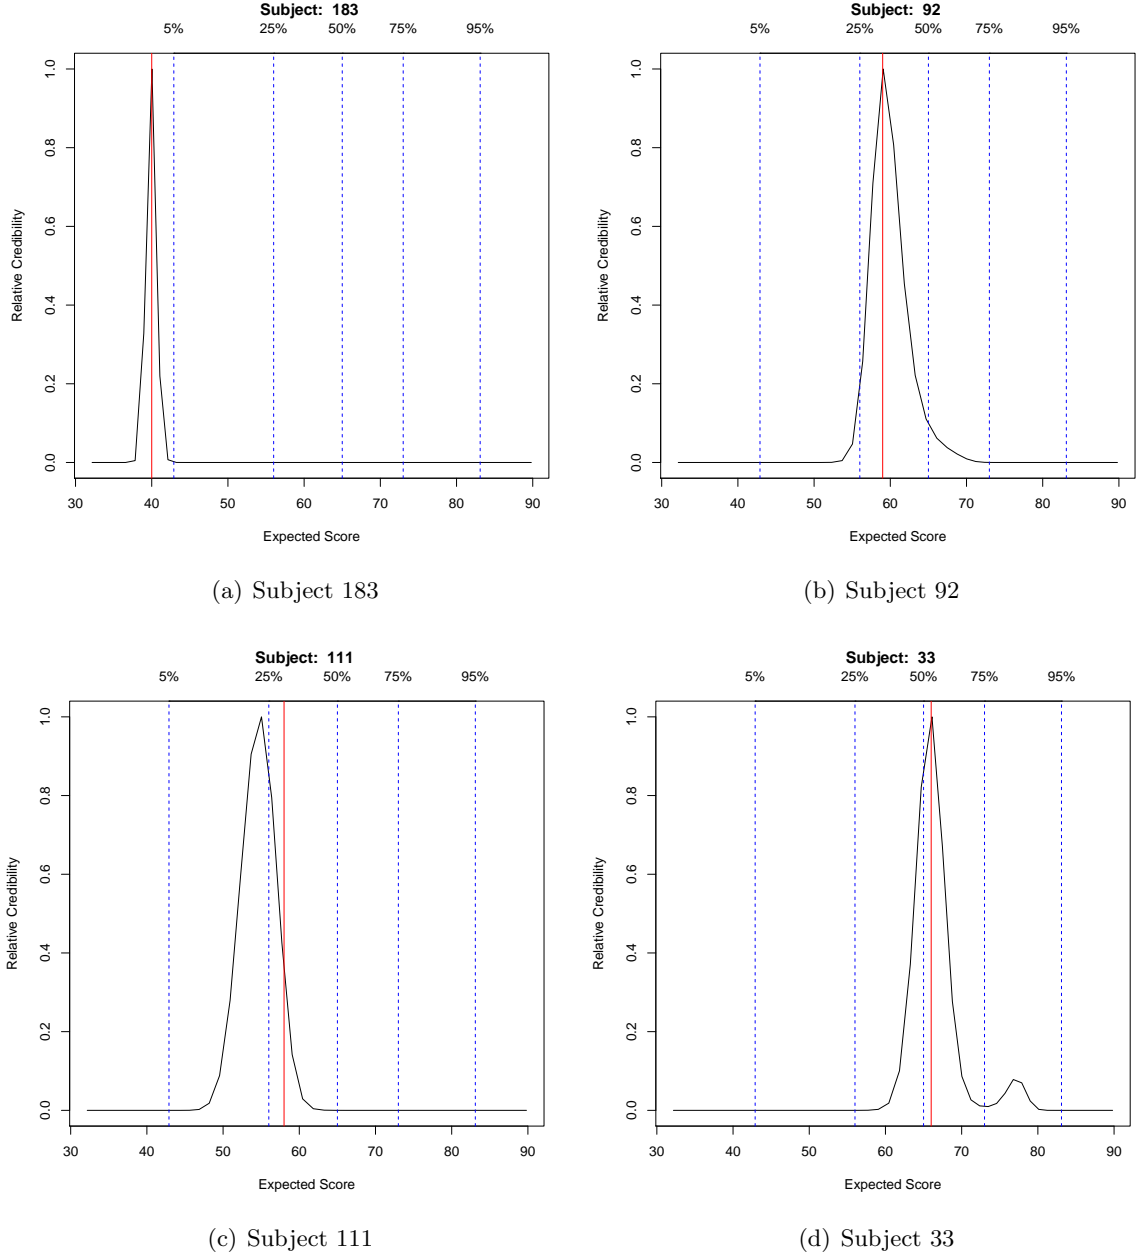 Subject: 183
5% 25% 50% 75% 95%
Relative Credibility
1.0
0.8
0.6
0.4
0.2
0.0
30 40 50 60 70 80 90
Expected Score
(a) Subject 183
Subject: 92
5% 25% 50% 75% 95%
Relative Credibility
1.0
0.8
0.6
0.4
0.2
0.0
30 40 50 60 70 80 90
Expected Score
(b) Subject 92
Subject: 111
5% 25% 50% 75% 95%
Relative Credibility
1.0
0.8
0.6
0.4
0.2
0.0
30 40 50 60 70 80 90
Expected Score
(c) Subject 111
Subject: 33
5% 25% 50% 75% 95%
Relative Credibility
1.0
0.8
0.6
0.4
0.2
0.0
30 40 50 60 70 80 90
Expected Score
(d) Subject 33